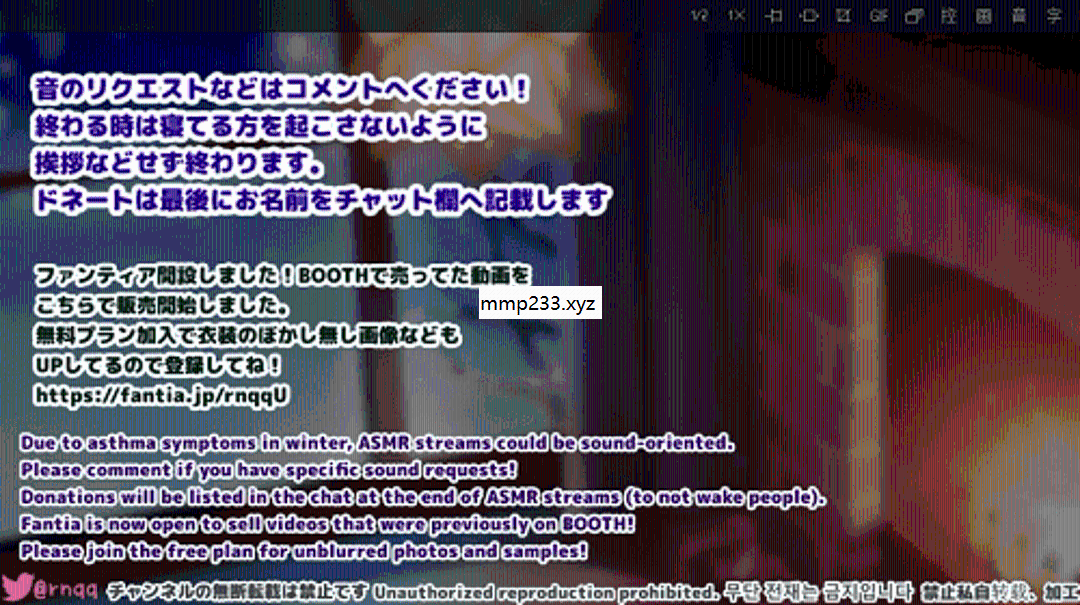 1/2 1X GIF 控 圈 音 字
音のリクエストなどはコメントへください！
終わる時は寝てる方を起こさないように
挨拶などせず終わります。
ドネートは最後にお名前をチャット欄へ記載します
ファンティア開設しました！BOOTHで売ってた動画を
こちらで販売開始しました。
mmp233.xyz
無料プラン加入で衣装のぼかし無し画像なども
UPしてるので登録してね！
https://fantia.jp/rnqqU
Due to asthma symptoms in winter, ASMR streams could be sound-oriented.
Please comment if you have specific sound requests!
Donations will be listed in the chat at the end of ASMR streams (to not wake people).
Fantia is now open to sell videos that were previously on BOOTH!
Please join the free plan for unblurred photos and samples!
@rnqq チャンネルの無断転載は禁止です Unauthorized reproduction prohibited. 무단 전재는 금지입니다 禁止私自转载、加工